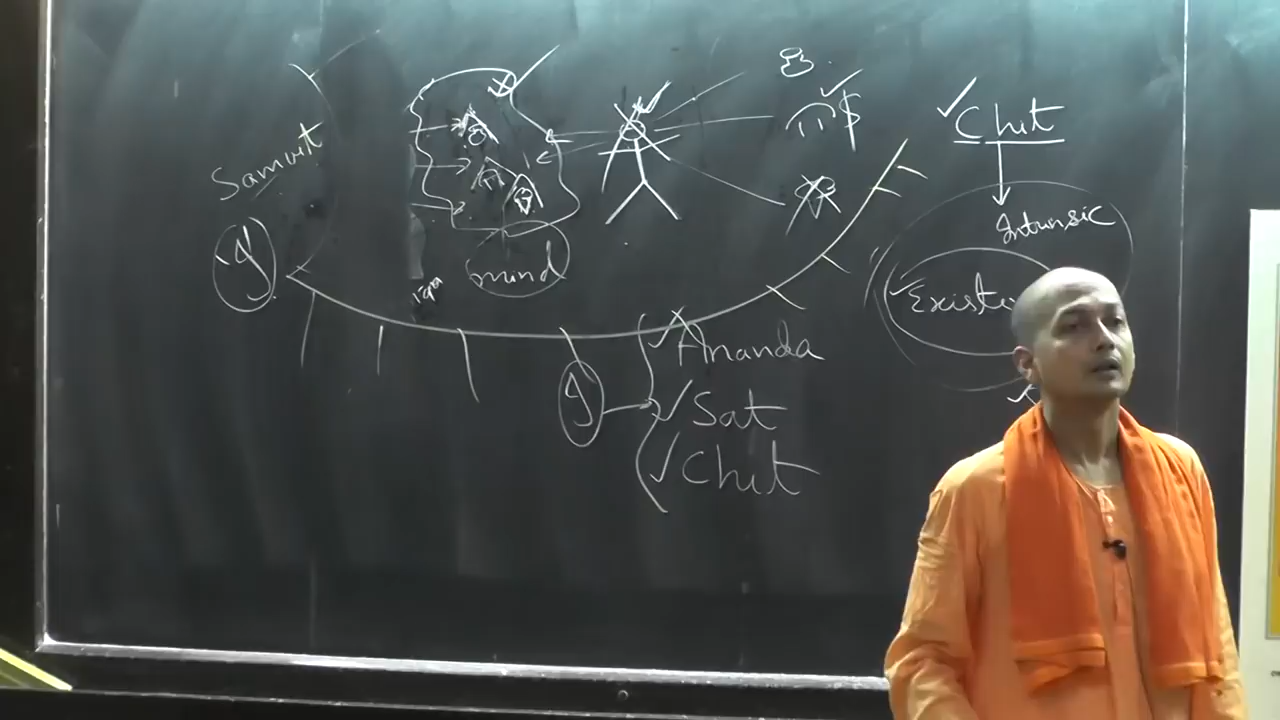 Samvit
I
mind
$
Chit
Intrinsic
Existe
I
Ananda
Sat
Chit